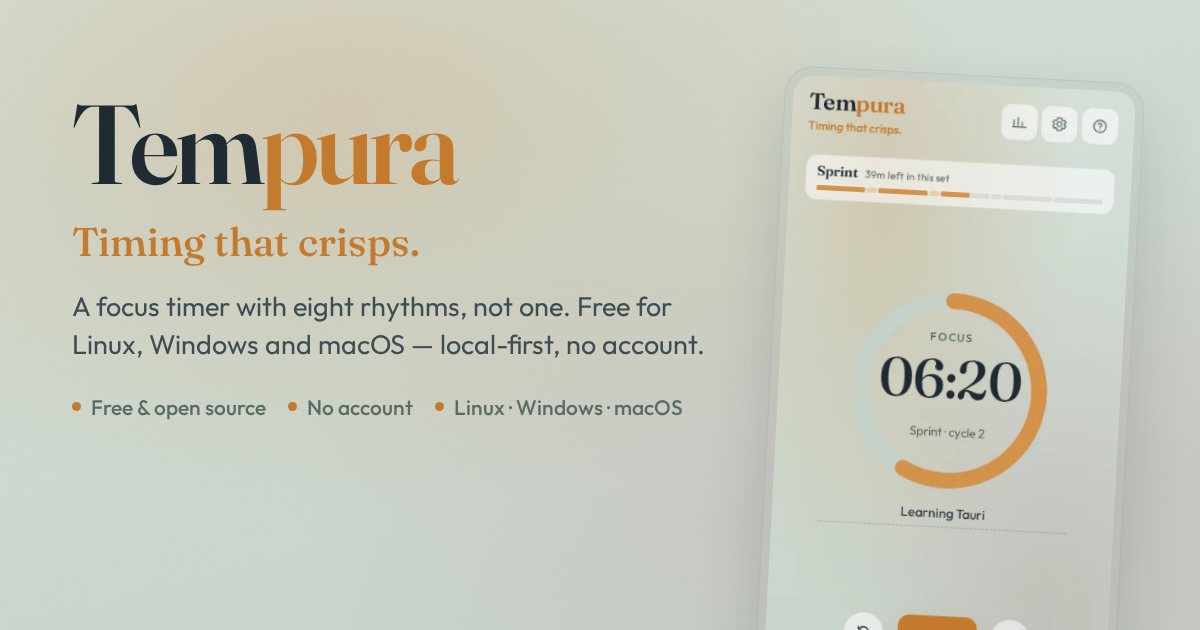 Tempura
Timing that crisps.
A focus timer with eight rhythms, not one. Free for
Linux, Windows and macOS — local-first, no account.
Free & open source
No account
Linux · Windows · macOS
Tempura
Timing that crisps.
Sprint 39m left in this set
FOCUS
06:20
Sprint · cycle 2
Learning Tauri